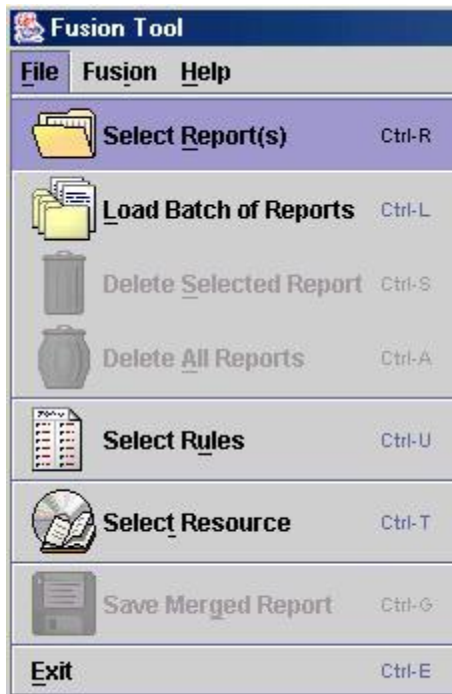 Fusion Tool
File Fusion Help
Select Report(s) Ctrl-R
Load Batch of Reports Ctrl-L
Delete Selected Report Ctrl-S
Delete All Reports Ctrl-A
Select Rules Ctrl-U
Select Resource Ctrl-T
Save Merged Report Ctrl-G
Exit Ctrl-E